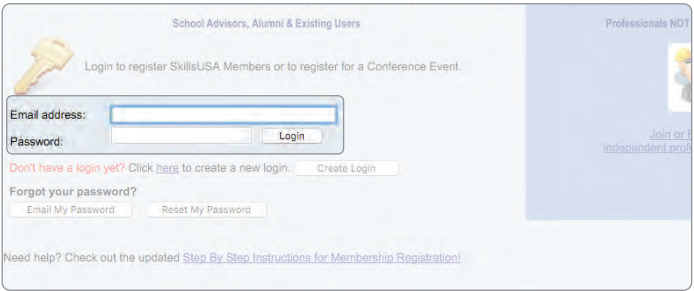 School Advisors, Alumni & Existing Users
Professionals NOT
Login to register SkillsUSA Members or to register for a Conference Event.
Email address:
Password:
Login
Join or
independent prof
Don't have a login yet? Click here to create a new login.
Create Login
Forgot your password?
Email My Password
Reset My Password
Need help? Check out the updated Step By Step Instructions for Membership Registration!